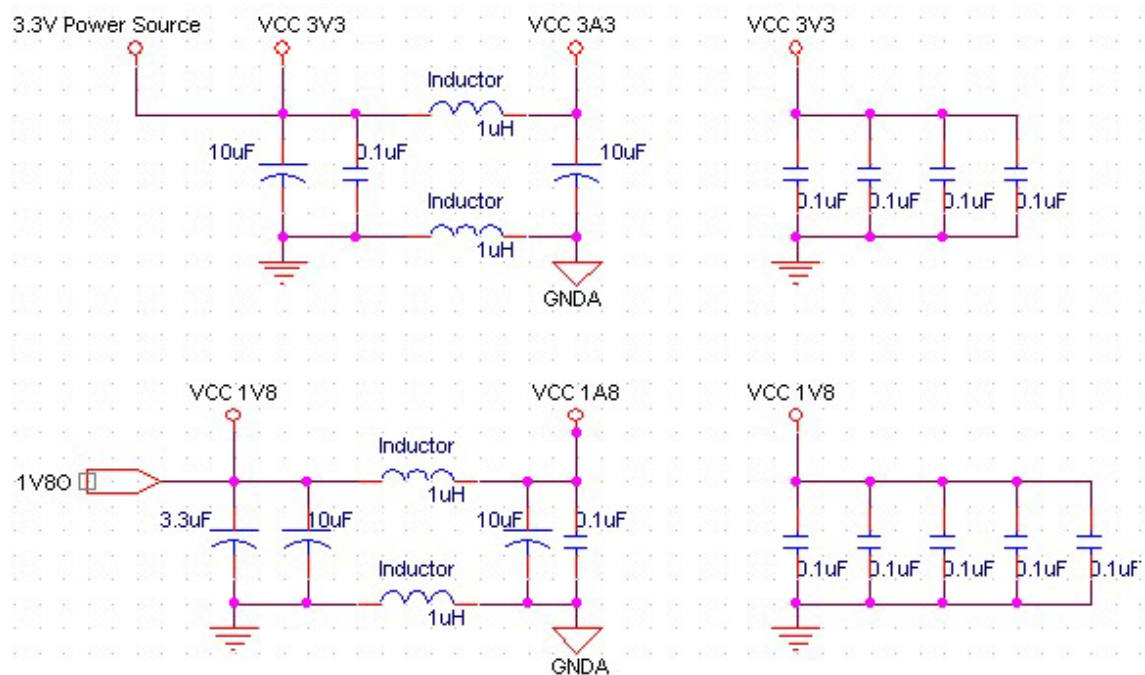 3.3V Power Source
VCC 3V3
VCC 3A3
VCC 3V3
Inductor
1uH
10uF
0.1uF
10uF
0.1uF
0.1uF
0.1uF
0.1uF
Inductor
1uH
GNDA
VCC 1V8
VCC 1A8
VCC 1V8
Inductor
1V8O
1uH
3.3uF
10uF
10uF
0.1uF
0.1uF
0.1uF
0.1uF
0.1uF
0.1uF
Inductor
1uH
GNDA